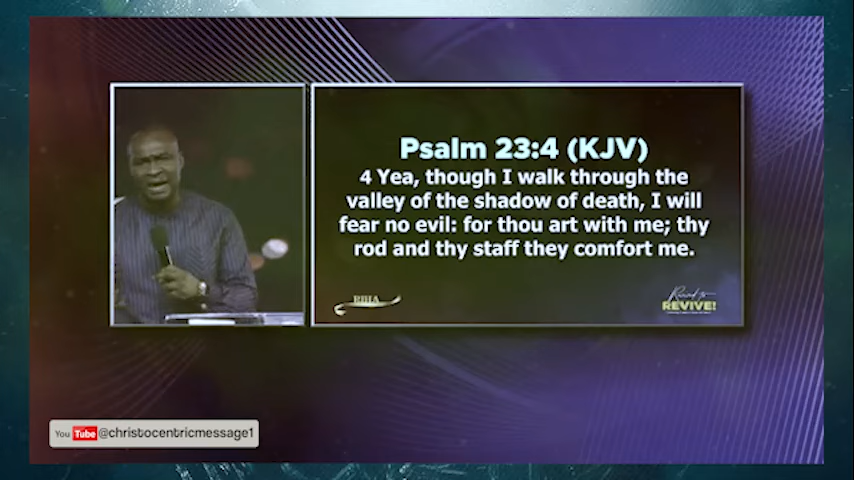 Psalm 23:4 (KJV)
4 Yea, though I walk through the
valley of the shadow of death, I will
fear no evil: for thou art with me; thy
rod and thy staff they comfort me.
REVIVE!
You Tube @christocentricmessage1